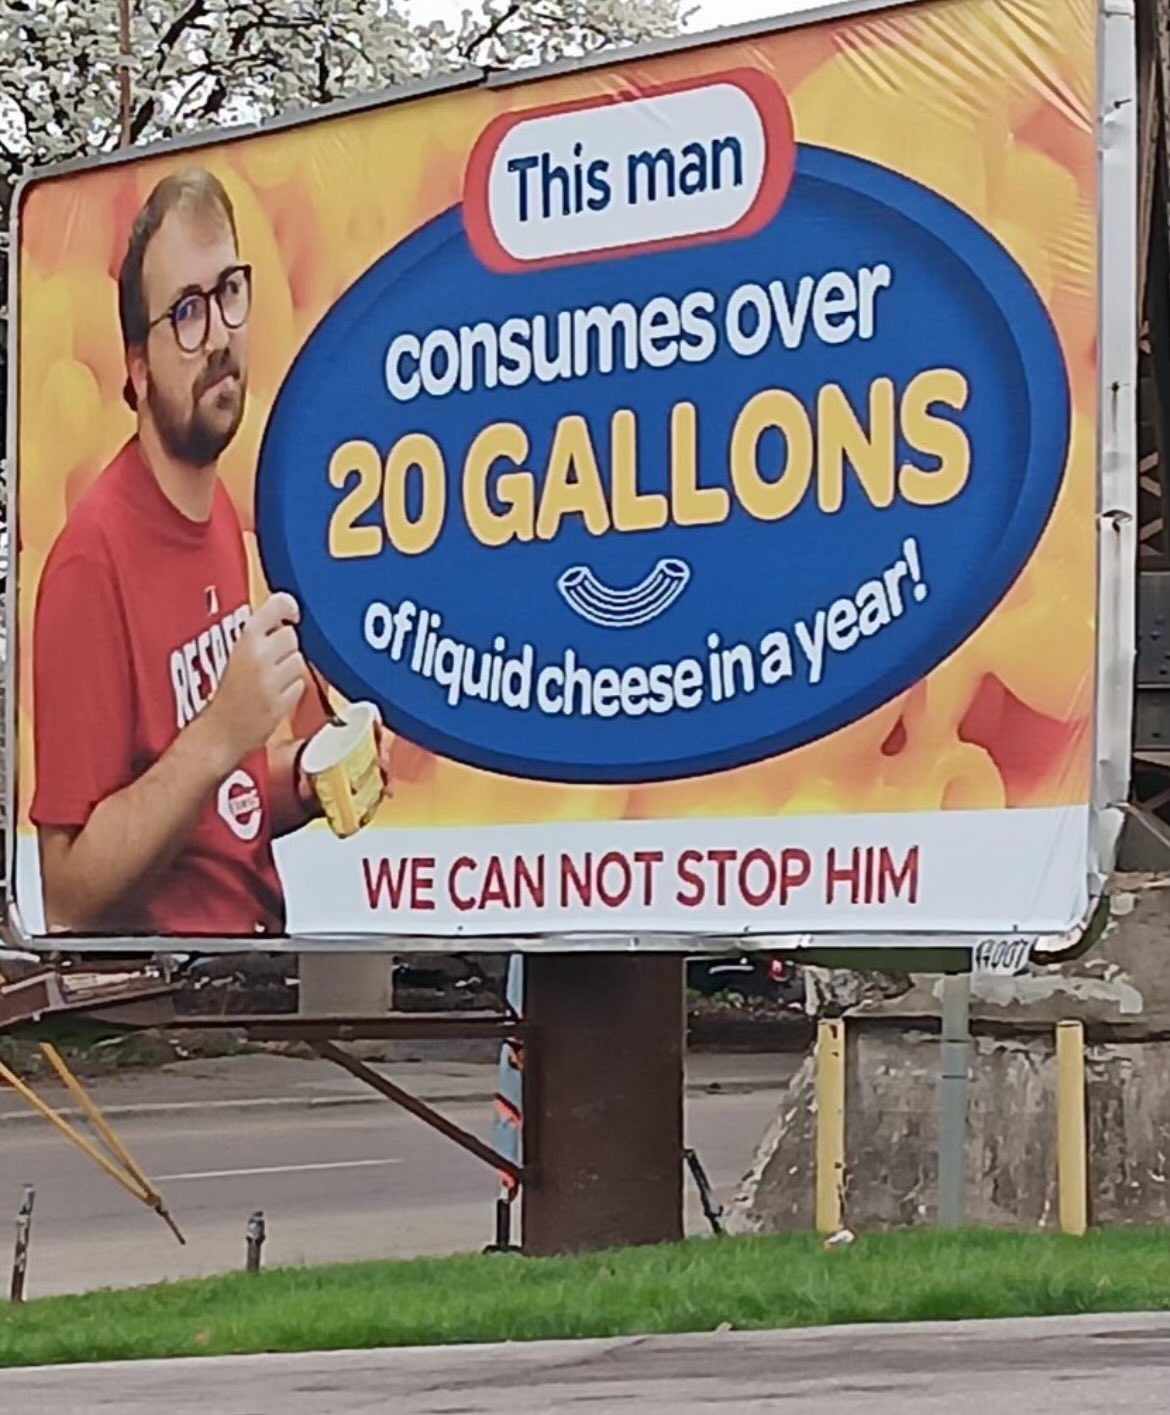 This man
consumes over
20 GALLONS
of liquid cheese in a year!
WE CAN NOT STOP HIM